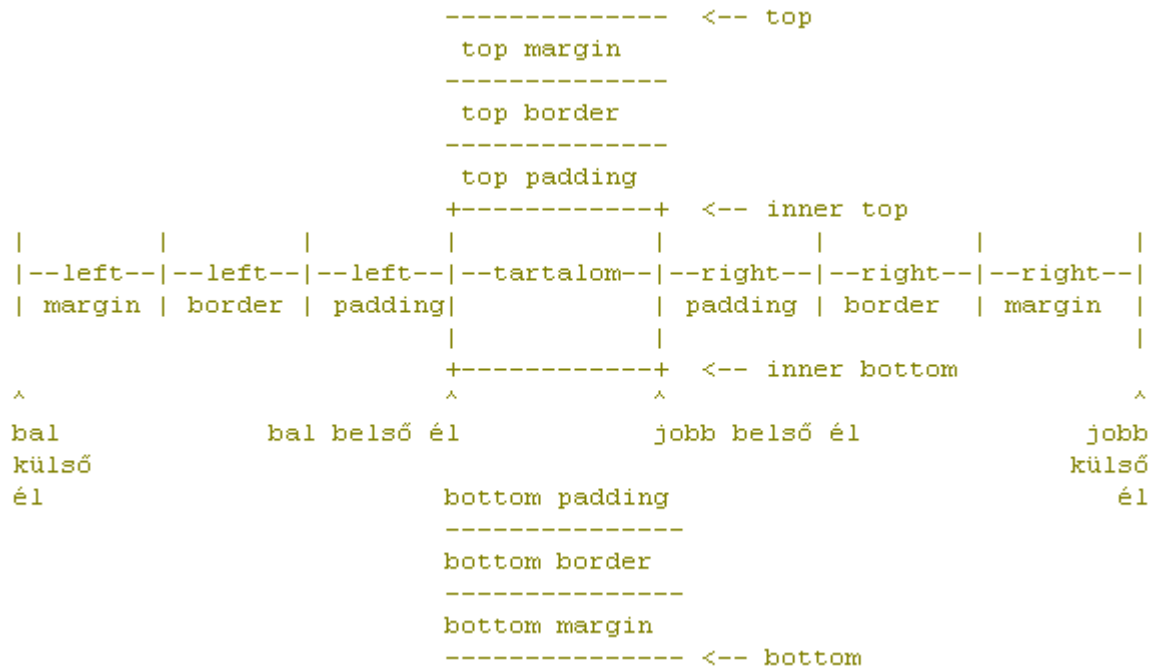 -------------- <-- top
top margin
--------------
top border
--------------
top padding
+------------+ <-- inner top
| | | | | | | |
|--left--|--left--|--left--|--tartalom--|--right--|--right--|--right--|
| margin | border | padding| | padding | border | margin |
| | |
+------------+ <-- inner bottom
^ ^ ^ ^
bal bal belső él jobb belső él jobb
külső külső
él bottom padding él
---------------
bottom border
---------------
bottom margin
--------------- <-- bottom